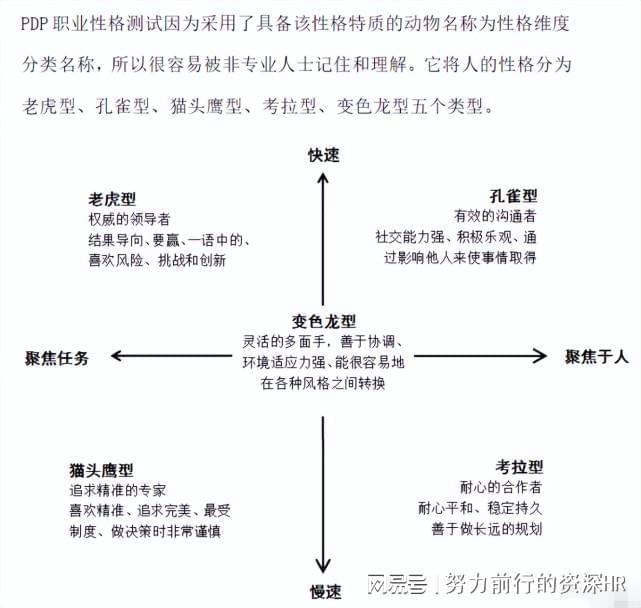 PDP 职业性格测试因为采用了具备该性格特质的动物名称为性格维度
分类名称，所以很容易被非专业人士记住和理解。它将人的性格分为
老虎型、孔雀型、猫头鹰型、考拉型、变色龙型五个类型。
快速
老虎型
权威的领导者
结果导向、要赢、一语中的、
喜欢风险、挑战和创新
孔雀型
有效的沟通者
社交能力强、积极乐观、通
过影响他人来使事情取得
变色龙型
灵活的多面手，善于协调、
环境适应力强、能很容易地
在各种风格之间转换
聚焦任务
聚焦于人
猫头鹰型
追求精准的专家
喜欢精准、追求完美、最受
制度、做决策时非常谨慎
考拉型
耐心的合作者
耐心平和、稳定持久
善于做长远的规划
慢速
网易号 / 努力前行的资深HR